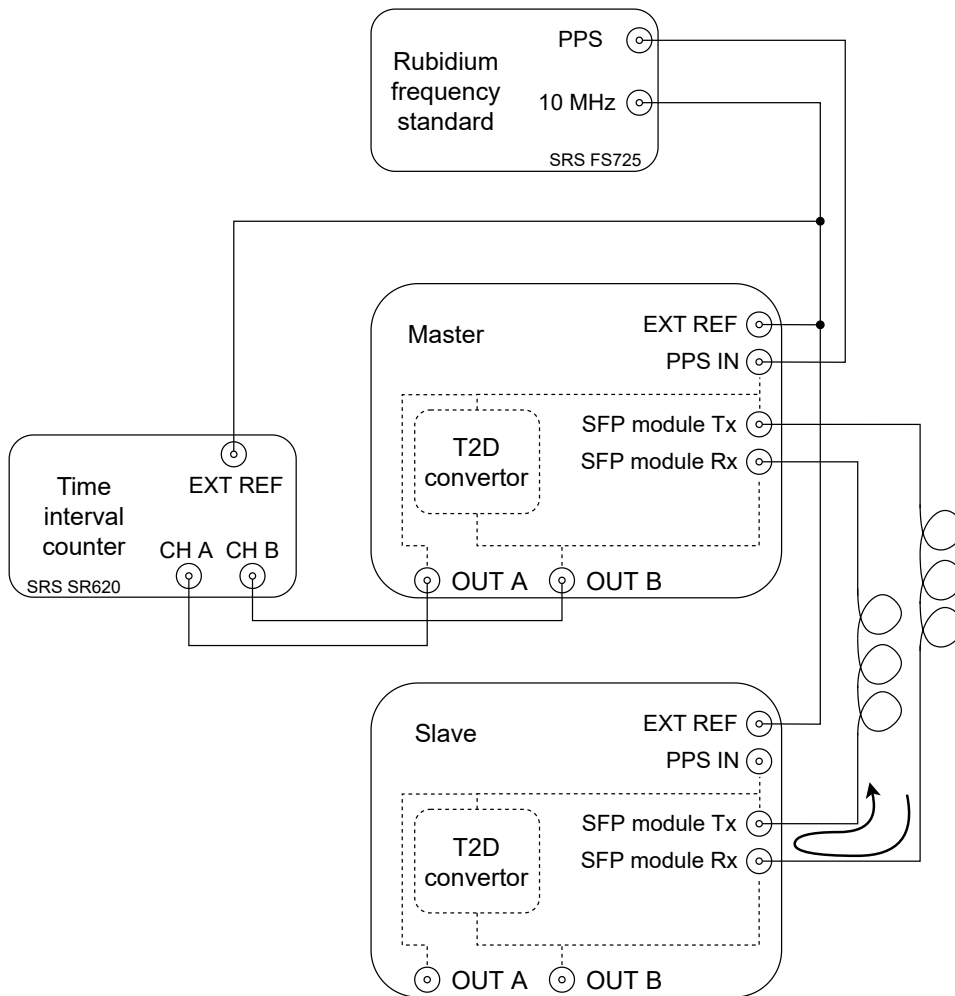 PPS
Rubidium
frequency
standard
10 MHz
SRS FS725
Master
EXT REF
PPS IN
SFP module Tx
SFP module Rx
T2D
convertor
OUT A
OUT B
EXT REF
Time
interval
counter
CH A
CH B
SRS SR620
Slave
EXT REF
PPS IN
SFP module Tx
SFP module Rx
T2D
convertor
OUT A
OUT B